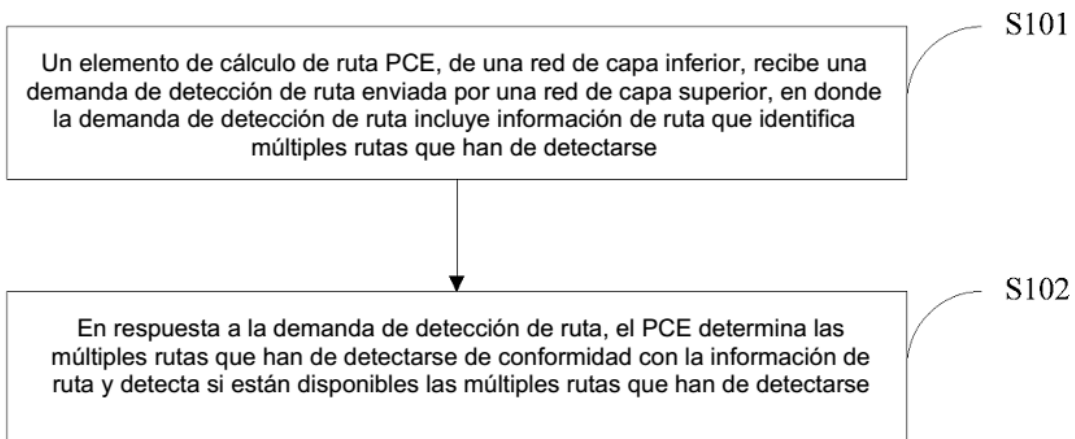 S101
Un elemento de cálculo de ruta PCE, de una red de capa inferior, recibe una
demanda de detección de ruta enviada por una red de capa superior, en donde
la demanda de detección de ruta incluye información de ruta que identifica
múltiples rutas que han de detectarse
S102
En respuesta a la demanda de detección de ruta, el PCE determina las
múltiples rutas que han de detectarse de conformidad con la información de
ruta y detecta si están disponibles las múltiples rutas que han de detectarse